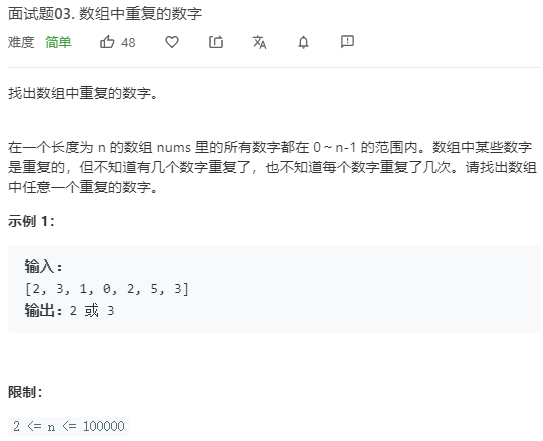 面试题03. 数组中重复的数字
难度 简单 48
找出数组中重复的数字。
在一个长度为 n 的数组 nums 里的所有数字都在 0～n-1 的范围内。数组中某些数字
是重复的，但不知道有几个数字重复了，也不知道每个数字重复了几次。请找出数组
中任意一个重复的数字。
示例 1：
输入：
[2, 3, 1, 0, 2, 5, 3]
输出：2 或 3
限制：
2 <= n <= 100000